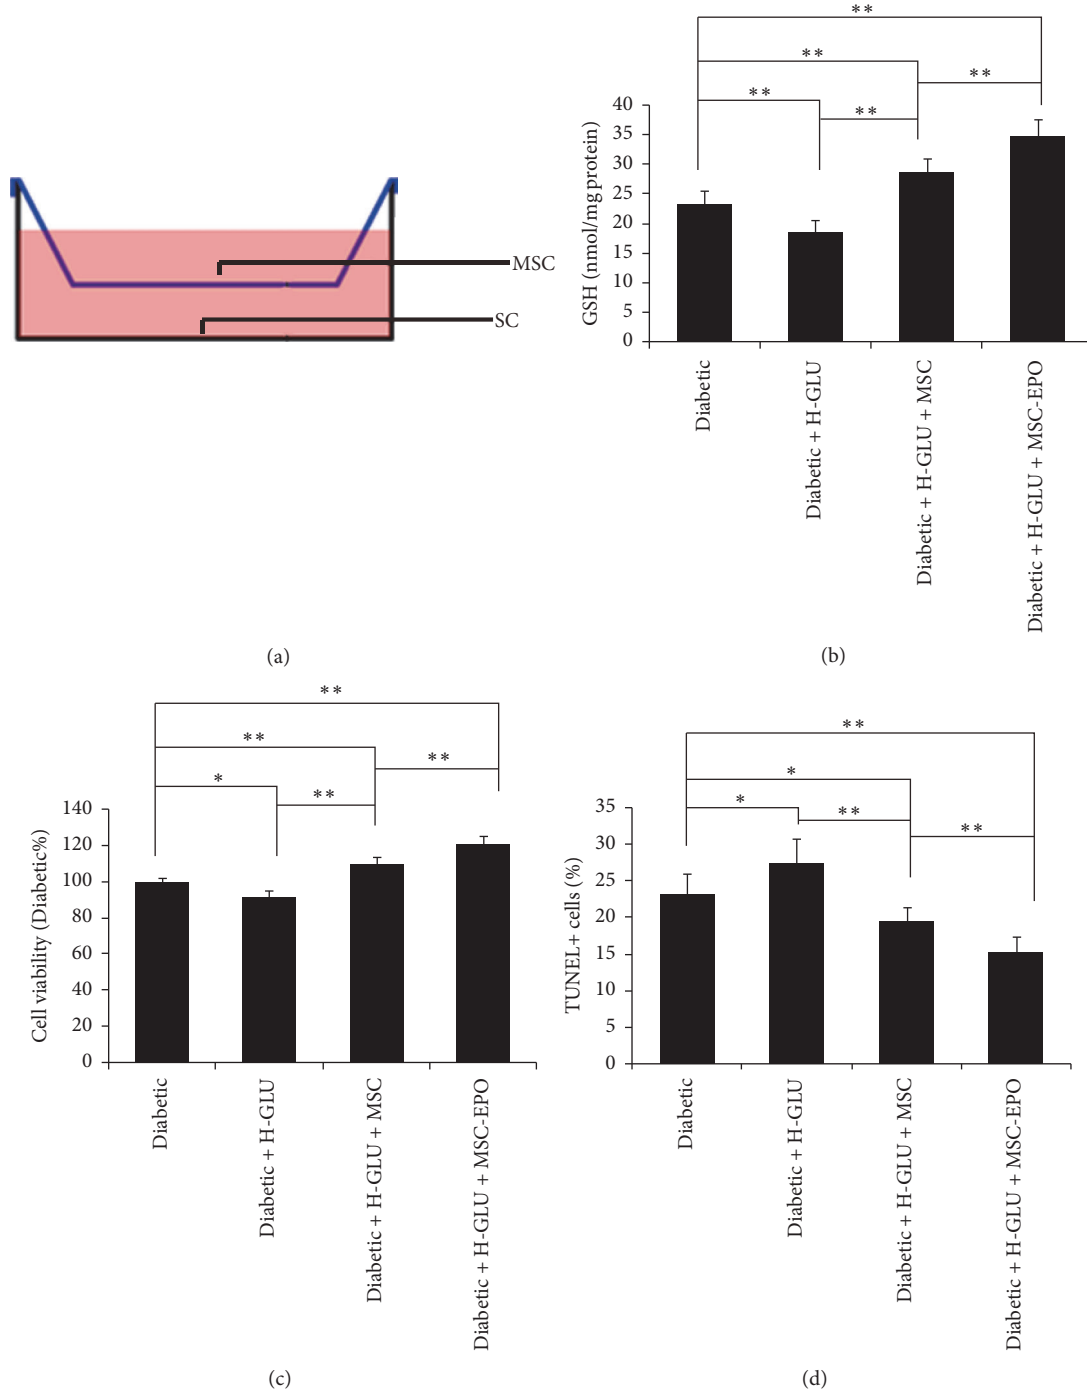 MSC
SC
(a)
**
**
**
**
**
GSH (nmol/mg protein)
40
35
30
25
20
15
10
5
0
Diabetic
Diabetic + H-GLU
Diabetic + H-GLU + MSC
Diabetic + H-GLU + MSC-EPO
(b)
**
**
**
*
**
Cell viability (Diabetic%)
140
120
100
80
60
40
20
0
Diabetic
Diabetic + H-GLU
Diabetic + H-GLU + MSC
Diabetic + H-GLU + MSC-EPO
(c)
**
*
*
**
**
TUNEL+ cells (%)
35
30
25
20
15
10
5
0
Diabetic
Diabetic + H-GLU
Diabetic + H-GLU + MSC
Diabetic + H-GLU + MSC-EPO
(d)